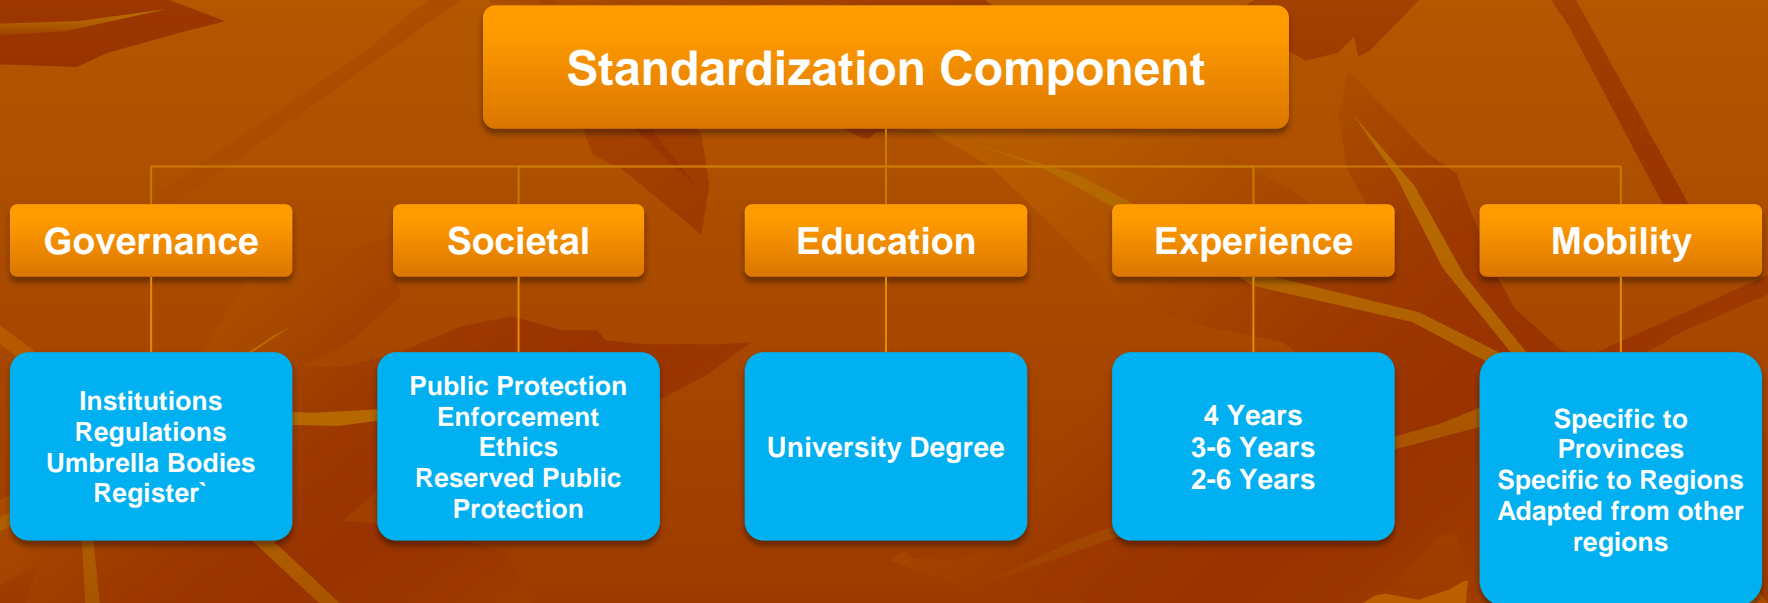 Standardization Component
Governance
Societal
Education
Experience
Mobility
Institutions
Regulations
Umbrella Bodies
Register`
Public Protection
Enforcement
Ethics
Reserved Public
Protection
University Degree
4 Years
3-6 Years
2-6 Years
Specific to
Provinces
Specific to Regions
Adapted from other
regions